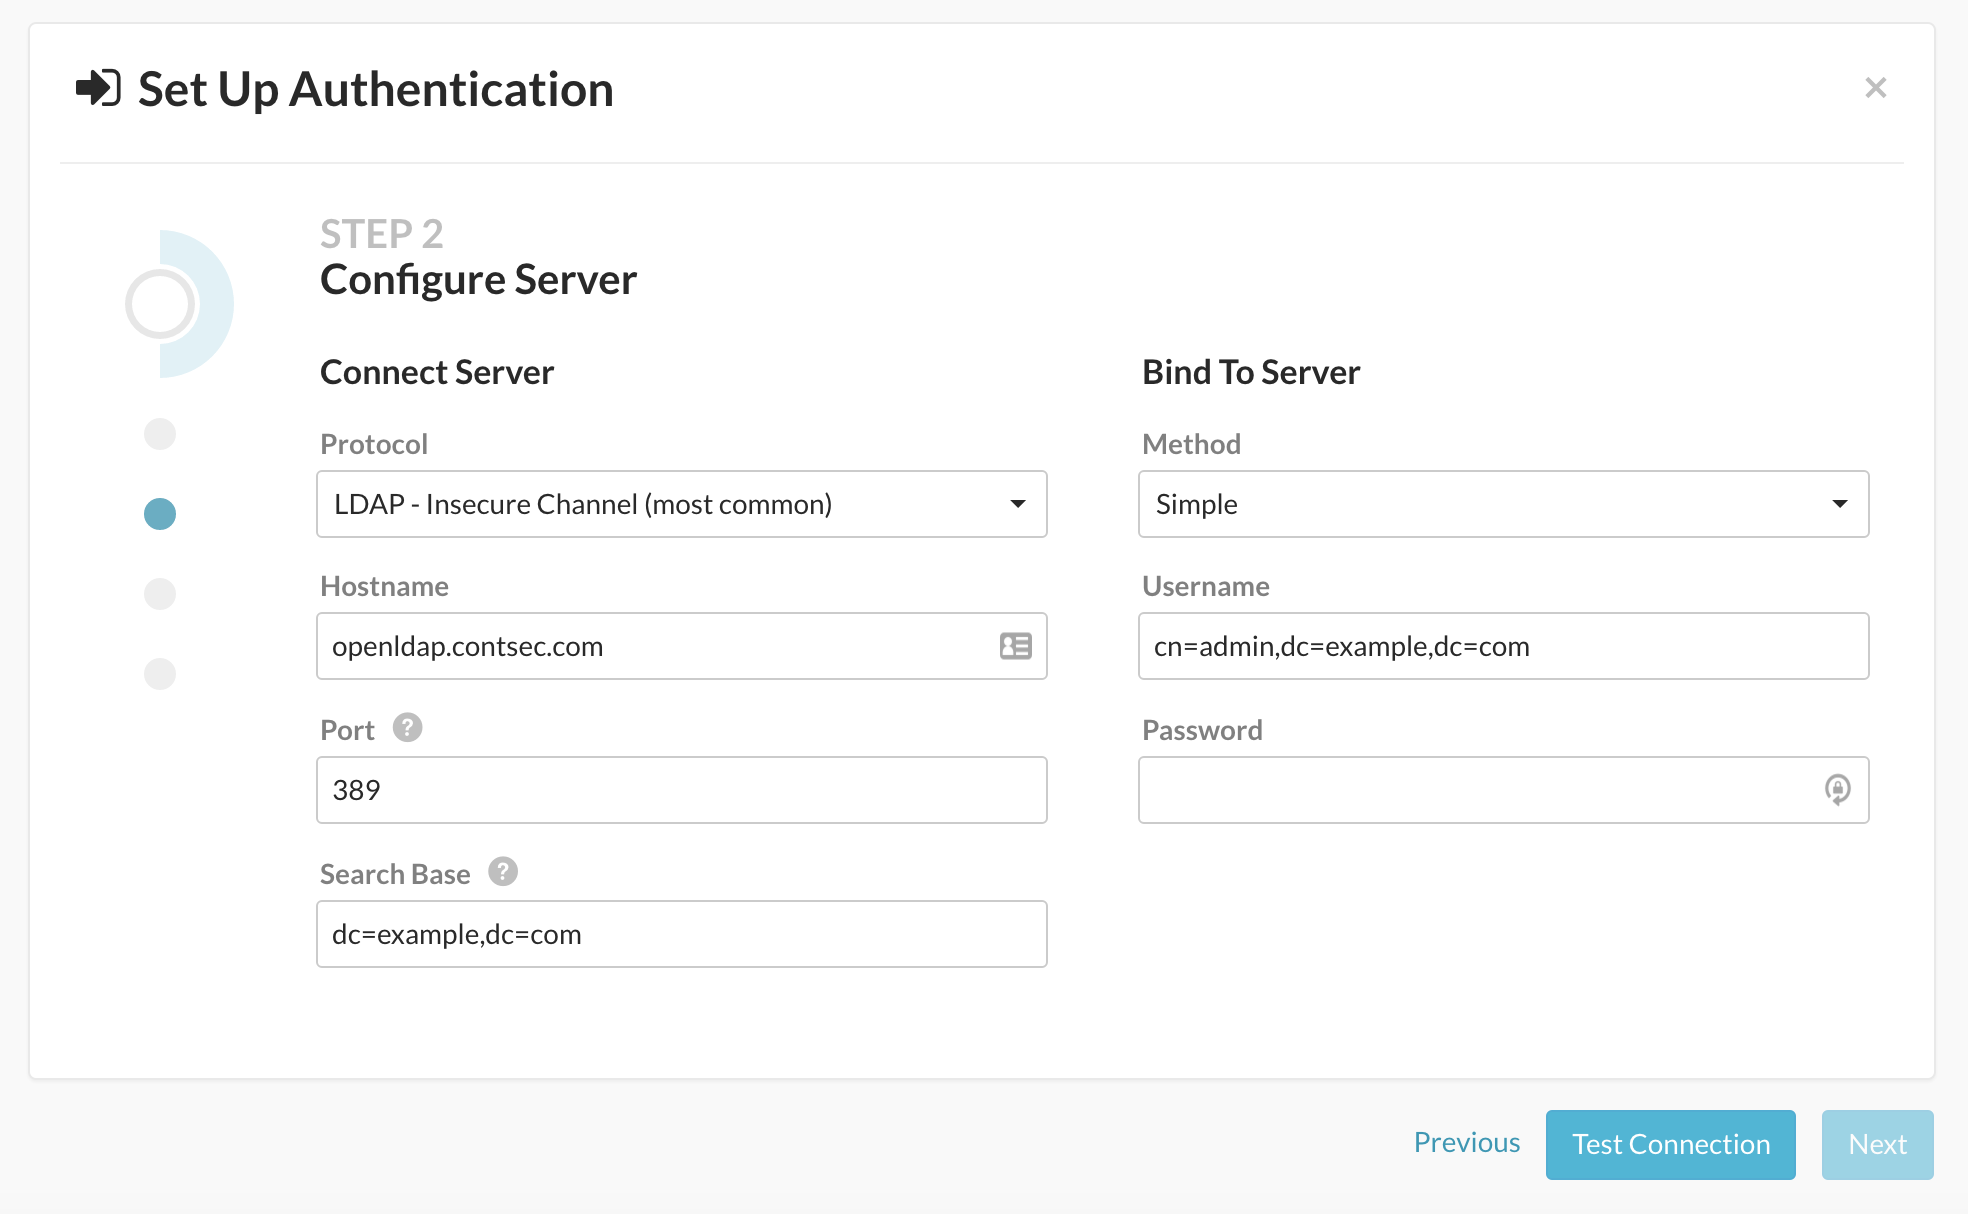 Set Up Authentication
STEP 2
Configure Server
Connect Server
Protocol
LDAP - Insecure Channel (most common)
Hostname
openldap.contsec.com
Port ?
389
Search Base ?
dc=example,dc=com
Bind To Server
Method
Simple
Username
cn=admin,dc=example,dc=com
Password
Previous
Test Connection
Next